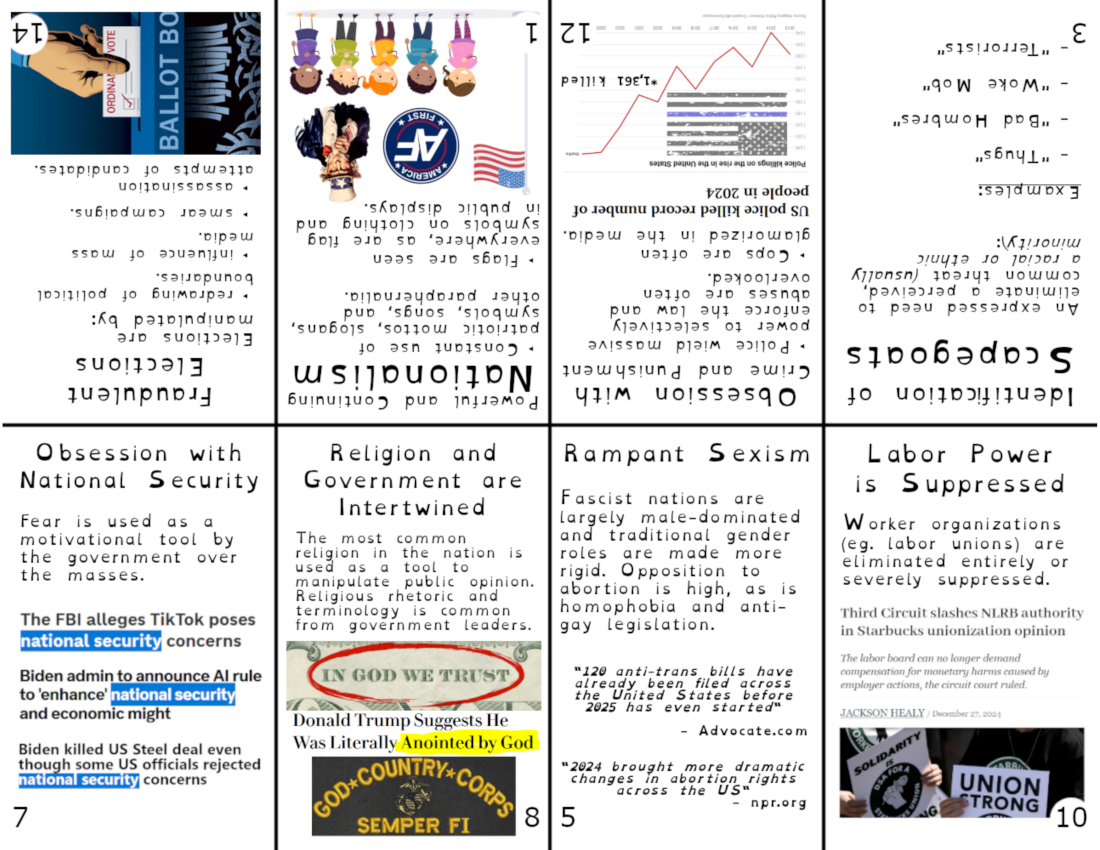 Fraudulent
Elections
Elections are
manipulated by:
• redrawing of political
boundaries.
• influence of mass
media.
• smear campaigns.
• assassination
attempts of candidates.
BALLOT BO
VOTE
14
Powerful and Continuing
Nationalism
• Constant use of
patriotic mottos, slogans,
symbols, songs, and
other paraphernalia.
• Flags are seen
everywhere, as are flag
symbols on clothing and
in public displays.
AF
AMERICA
FIRST
1
Obsession with
Crime and Punishment
• Police wield massive
power to selectively
enforce the law and
abuses are often
overlooked.
• Cops are often
glamorized in the media.
US police killed record number of
people in 2024
Police killings on the rise in the United States
Deaths
*1,361 killed
12
Identification of
Scapegoats
An expressed need to
eliminate a perceived,
common threat (usually
a racial or ethnic
minority):
Examples:
- "Thugs"
- "Bad Hombres"
- "Woke Mob"
- "Terrorists"
3
Obsession with
National Security
Fear is used as a
motivational tool by
the government over
the masses.
The FBI alleges TikTok poses
national security concerns
Biden admin to announce AI rule
to 'enhance' national security
and economic might
Biden killed US Steel deal even
though some US officials rejected
national security concerns
7
Religion and
Government are
Intertwined
The most common
religion in the nation is
used as a tool to
manipulate public opinion.
Religious rhetoric and
terminology is common
from government leaders.
IN GOD WE TRUST
Donald Trump Suggests He
Was Literally Anointed by God
GOD★COUNTRY★CORPS
SEMPER FI
8
Rampant Sexism
Fascist nations are
largely male-dominated
and traditional gender
roles are made more
rigid. Opposition to
abortion is high, as is
homophobia and anti-
gay legislation.
"120 anti-trans bills have
already been filed across
the United States before
2025 has even started"
- Advocate.com
"2024 brought more dramatic
changes in abortion rights
across the US"
- npr.org
5
Labor Power
is Suppressed
Worker organizations
(eg. labor unions) are
eliminated entirely or
severely suppressed.
Third Circuit slashes NLRB authority
in Starbucks unionization opinion
The labor board can no longer demand
compensation for monetary harms caused by
employer actions, the circuit court ruled.
JACKSON HEALY / December 27, 2024
SOLIDARITY
IS
DSA FOR A
UNION
STRONG
10